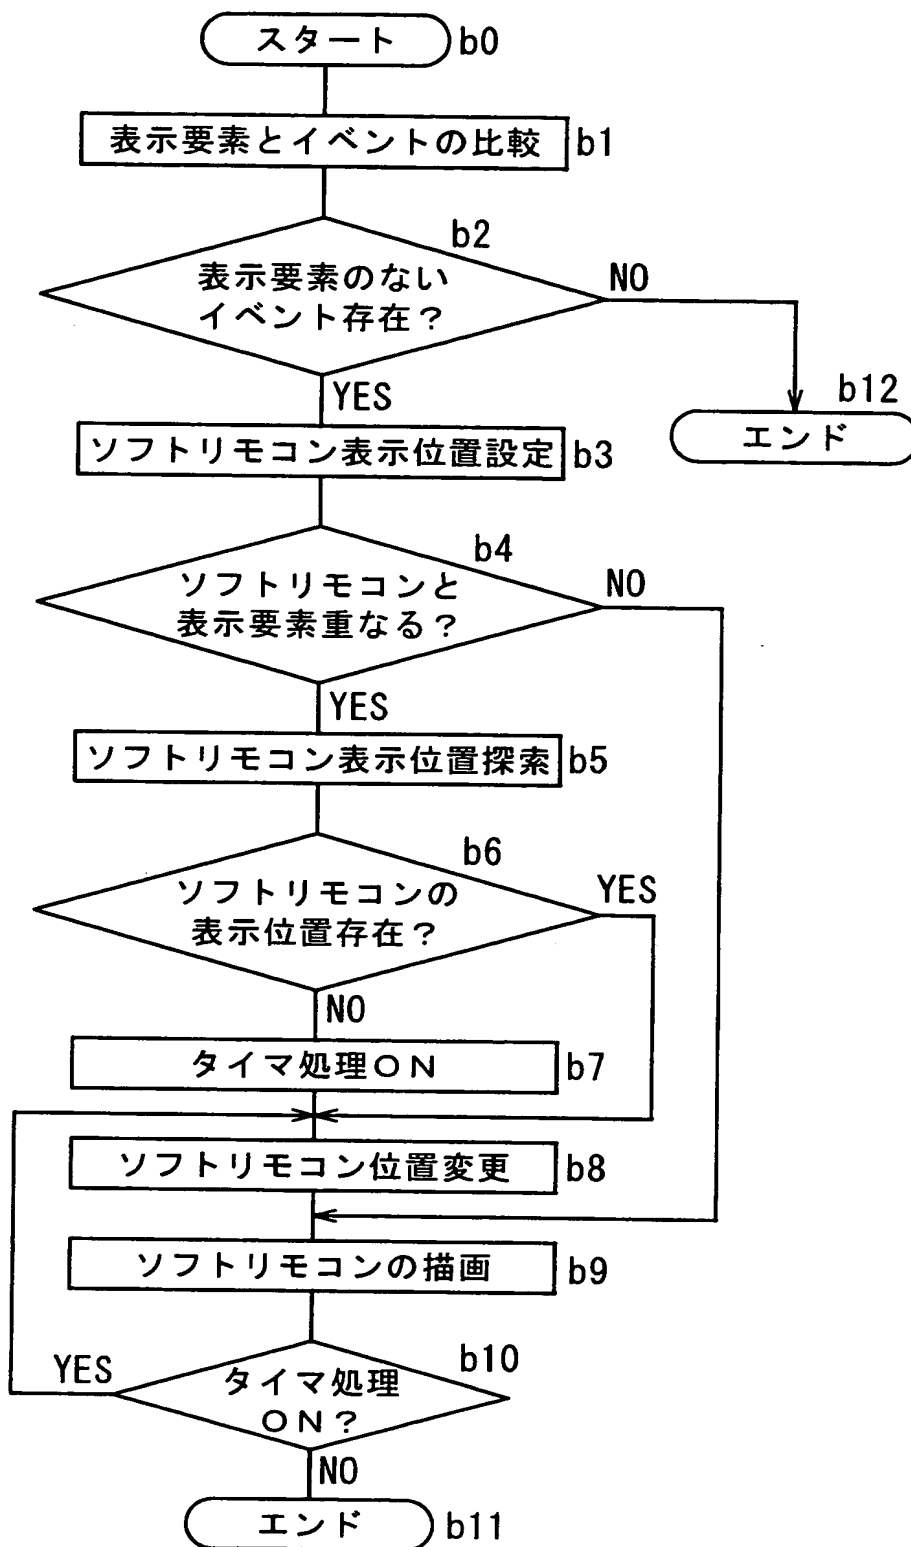 スタート
b0
表示要素とイベントの比較
b1
b2
表示要素のない
イベント存在？
NO
YES
b12
エンド
ソフトリモコン表示位置設定
b3
b4
ソフトリモコンと
表示要素重なる？
NO
YES
ソフトリモコン表示位置探索
b5
b6
ソフトリモコンの
表示位置存在？
YES
NO
タイマ処理ＯＮ
b7
ソフトリモコン位置変更
b8
ソフトリモコンの描画
b9
b10
タイマ処理
ＯＮ？
YES
NO
エンド
b11